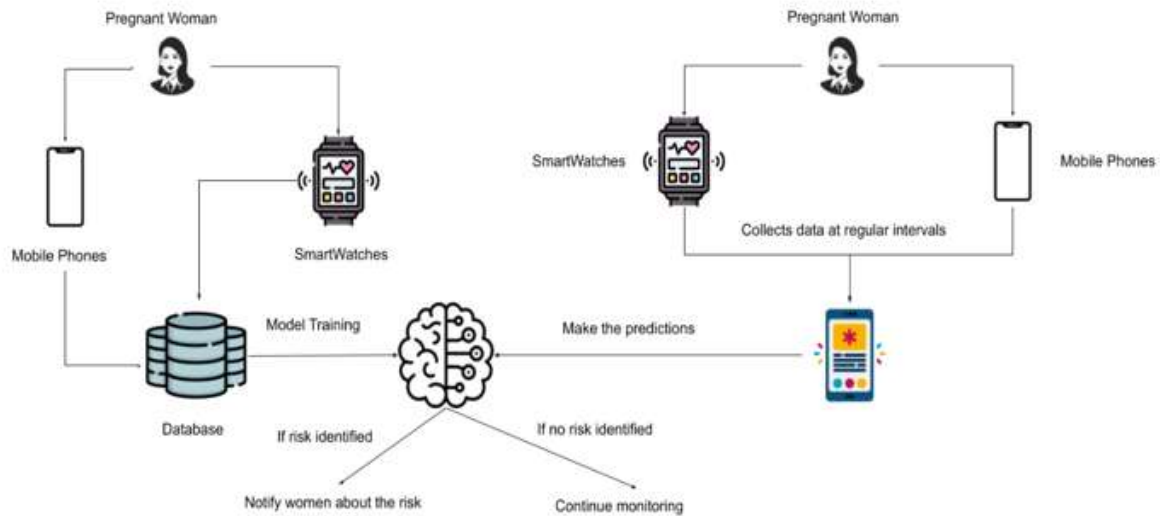 Pregnant Woman
Pregnant Woman
SmartWatches
Mobile Phones
Collects data at regular intervals
Mobile Phones
SmartWatches
Model Training
Make the predictions
Database
If risk identified
If no risk identified
Notify women about the risk
Continue monitoring